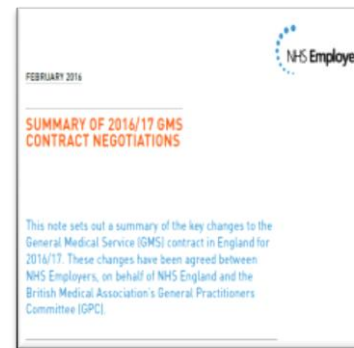 NHS Employe
FEBRUARY 2016
SUMMARY OF 2016/17 GMS
CONTRACT NEGOTIATIONS
This note sets out a summary of the key changes to the
General Medical Service (GMS) contract in England for
2016/17. These changes have been agreed between
NHS Employers, on behalf of NHS England and the
British Medical Association's General Practitioners
Committee (GPC).